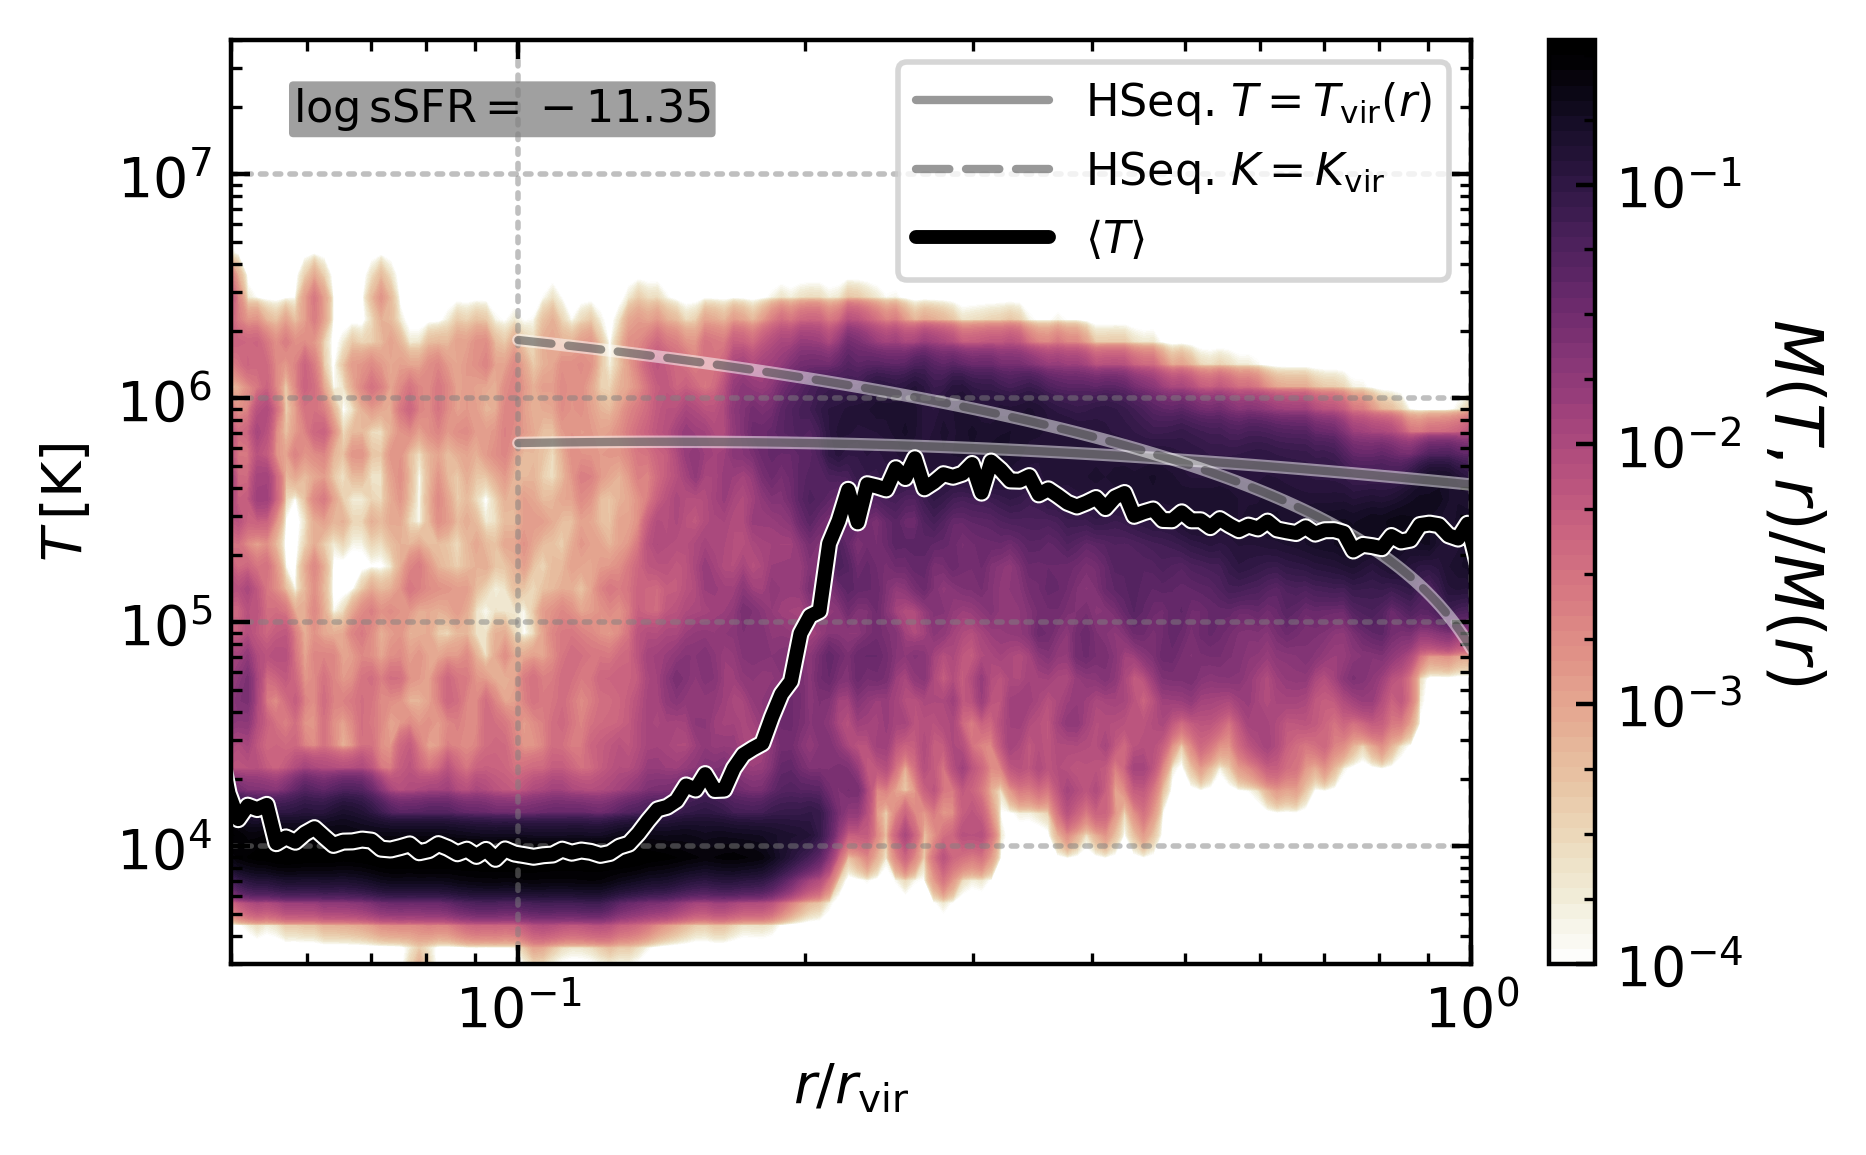 log sSFR = −11.35
HSeq. T = T_vir(r)
HSeq. K = K_vir
⟨T⟩
10^7
10^6
10^5
10^4
T [K]
10^−1
10^0
r/r_vir
10^−1
10^−2
10^−3
10^−4
M(T, r)/M(r)